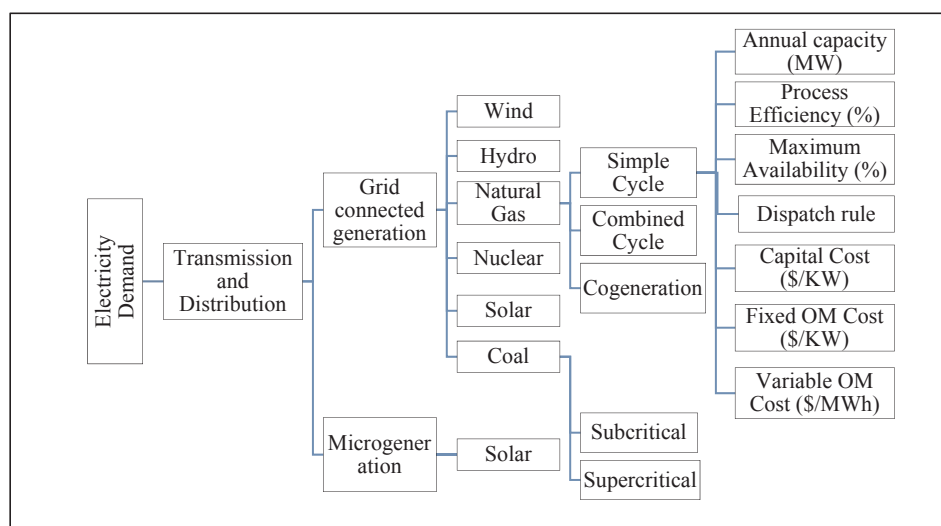 Electricity
Demand
Transmission
and
Distribution
Grid
connected
generation
Microgener
ation
Wind
Hydro
Natural
Gas
Nuclear
Solar
Coal
Solar
Simple
Cycle
Combined
Cycle
Cogeneration
Subcritical
Supercritical
Annual capacity
(MW)
Process
Efficiency (%)
Maximum
Availability (%)
Dispatch rule
Capital Cost
($/KW)
Fixed OM Cost
($/KW)
Variable OM
Cost ($/MWh)